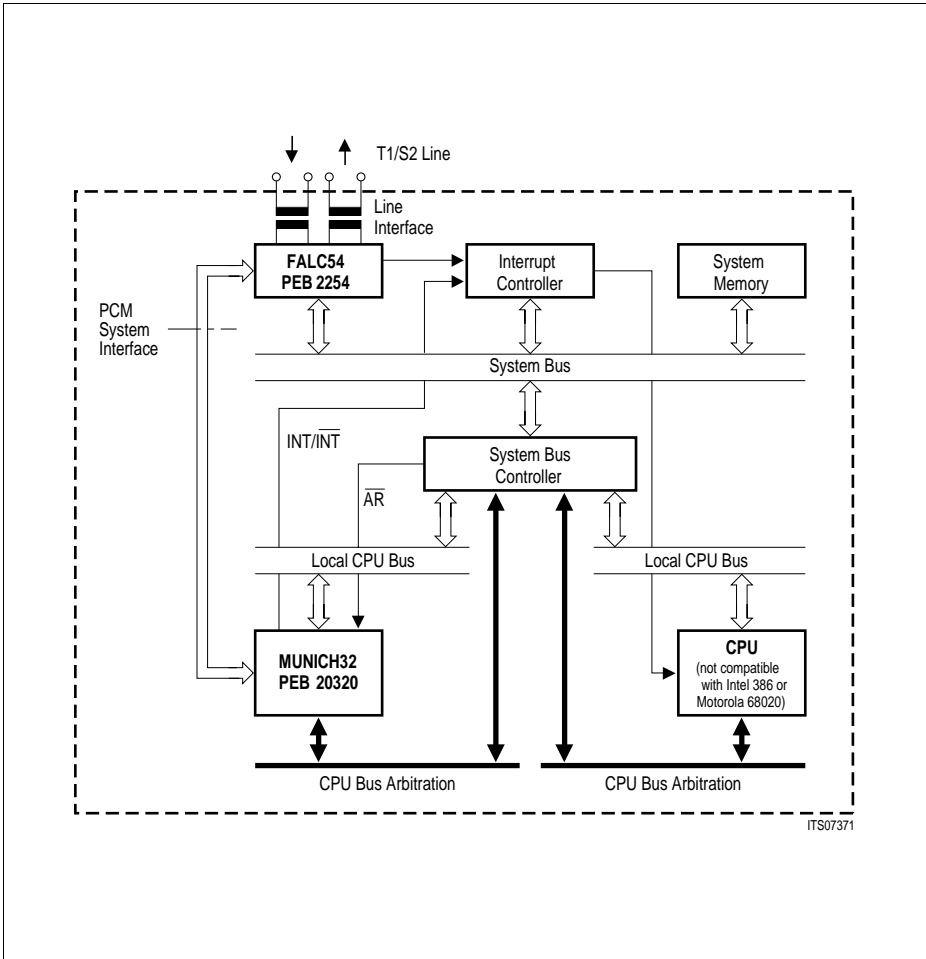 T1/S2 Line
Line
Interface
FALC54
PEB 2254
Interrupt
Controller
System
Memory
PCM
System
Interface
System Bus
INT/I̅N̅T̅
System Bus
Controller
A̅R̅
Local CPU Bus
Local CPU Bus
MUNICH32
PEB 20320
CPU
(not compatible
with Intel 386 or
Motorola 68020)
CPU Bus Arbitration
CPU Bus Arbitration
ITS07371